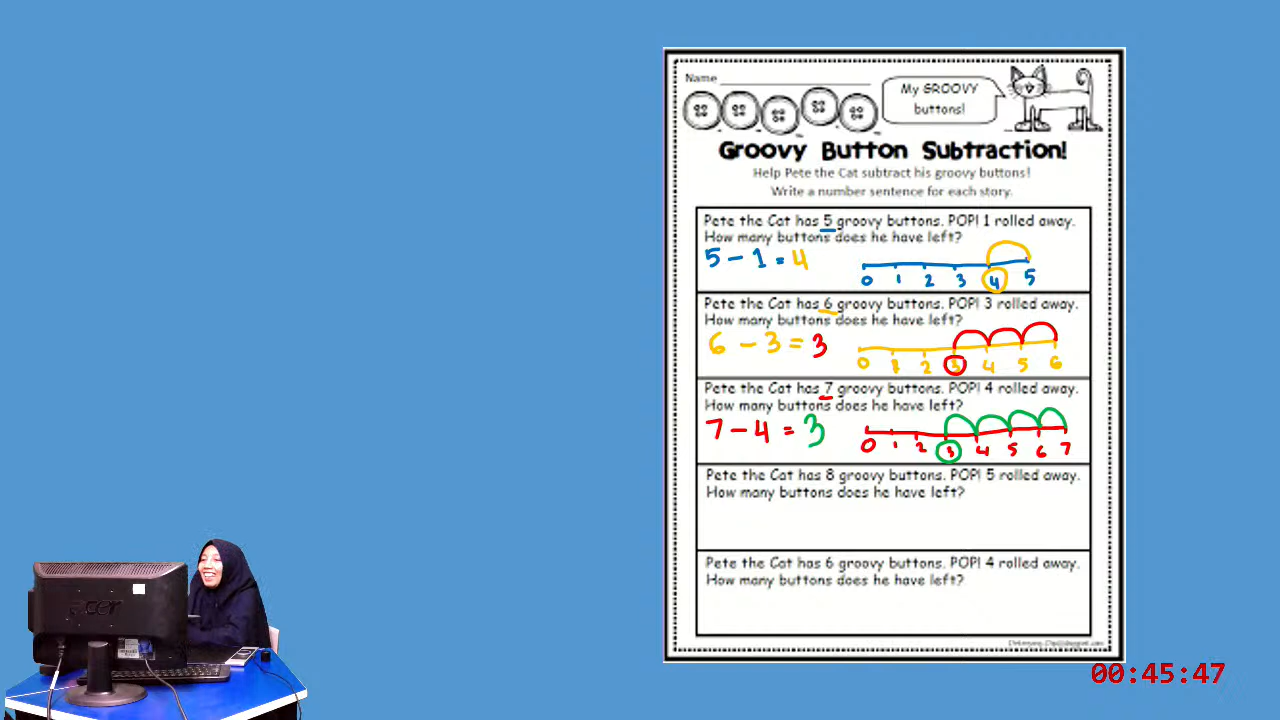 Name
My GROOVY
buttons!
Groovy Button Subtraction!
Help Pete the Cat subtract his groovy buttons!
Write a number sentence for each story.
Pete the Cat has 5 groovy buttons. POP! 1 rolled away.
How many buttons does he have left?
5 - 1 = 4
0 1 2 3 4 5
Pete the Cat has 6 groovy buttons. POP! 3 rolled away.
How many buttons does he have left?
6 - 3 = 3
0 1 2 3 4 5 6
Pete the Cat has 7 groovy buttons. POP! 4 rolled away.
How many buttons does he have left?
7 - 4 = 3
0 1 2 3 4 5 6 7
Pete the Cat has 8 groovy buttons. POP! 5 rolled away.
How many buttons does he have left?
Pete the Cat has 6 groovy buttons. POP! 4 rolled away.
How many buttons does he have left?
acer
00:45:47